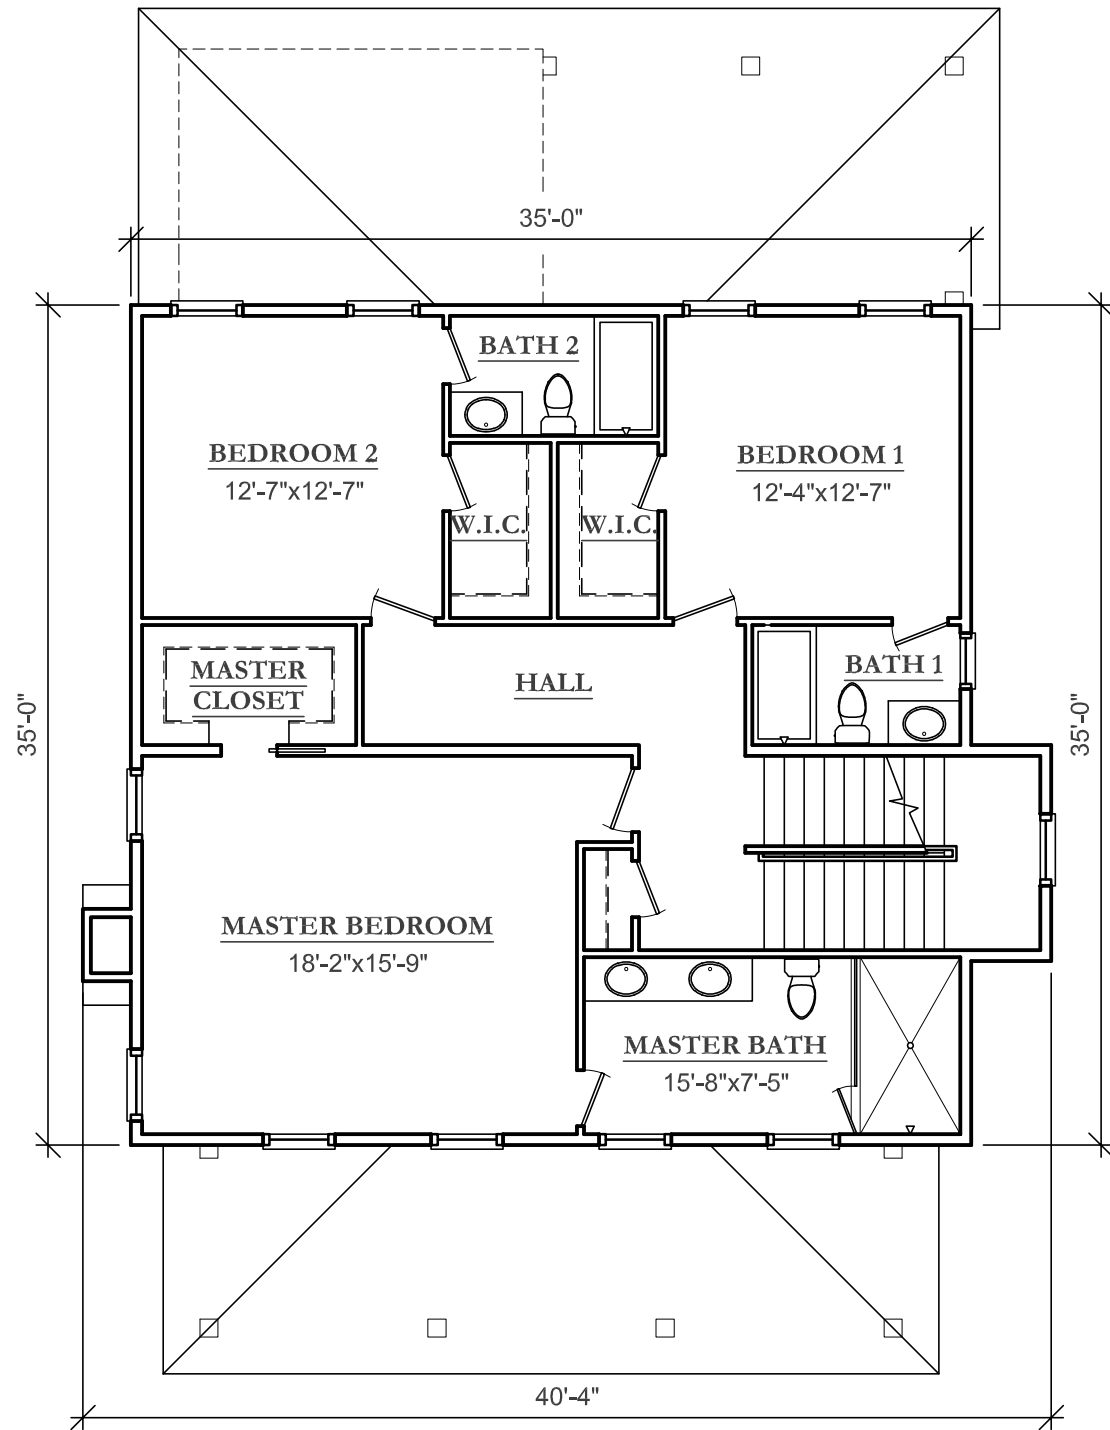 35'-0"
BATH 2
BEDROOM 2
12'-7"x12'-7"
BEDROOM 1
12'-4"x12'-7"
W.I.C.
W.I.C.
MASTER
CLOSET
HALL
BATH 1
35'-0"
35'-0"
MASTER BEDROOM
18'-2"x15'-9"
MASTER BATH
15'-8"x7'-5"
40'-4"